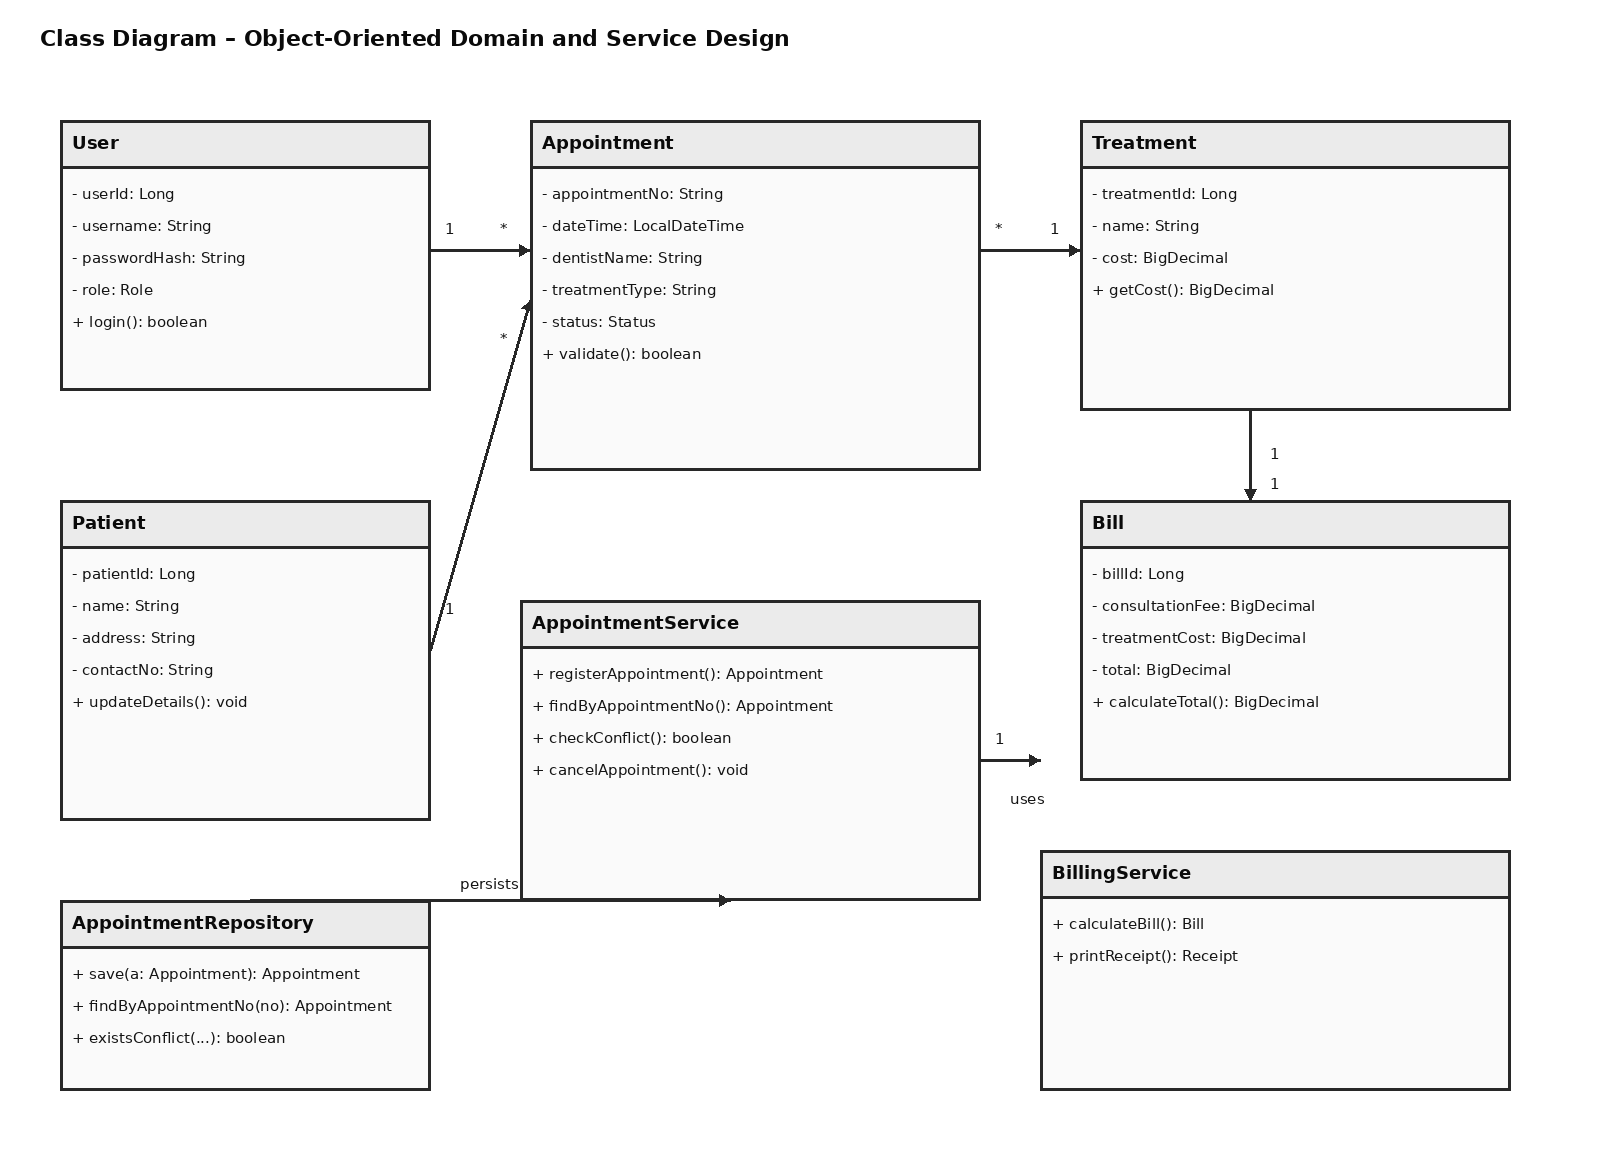 Class Diagram – Object-Oriented Domain and Service Design
User
- userId: Long
- username: String
- passwordHash: String
- role: Role
+ login(): boolean
1
*
Appointment
- appointmentNo: String
- dateTime: LocalDateTime
- dentistName: String
- treatmentType: String
- status: Status
+ validate(): boolean
*
1
Treatment
- treatmentId: Long
- name: String
- cost: BigDecimal
+ getCost(): BigDecimal
*
1
1
1
Patient
- patientId: Long
- name: String
- address: String
- contactNo: String
+ updateDetails(): void
AppointmentService
+ registerAppointment(): Appointment
+ findByAppointmentNo(): Appointment
+ checkConflict(): boolean
+ cancelAppointment(): void
1
uses
Bill
- billId: Long
- consultationFee: BigDecimal
- treatmentCost: BigDecimal
- total: BigDecimal
+ calculateTotal(): BigDecimal
persists
AppointmentRepository
+ save(a: Appointment): Appointment
+ findByAppointmentNo(no): Appointment
+ existsConflict(...): boolean
BillingService
+ calculateBill(): Bill
+ printReceipt(): Receipt